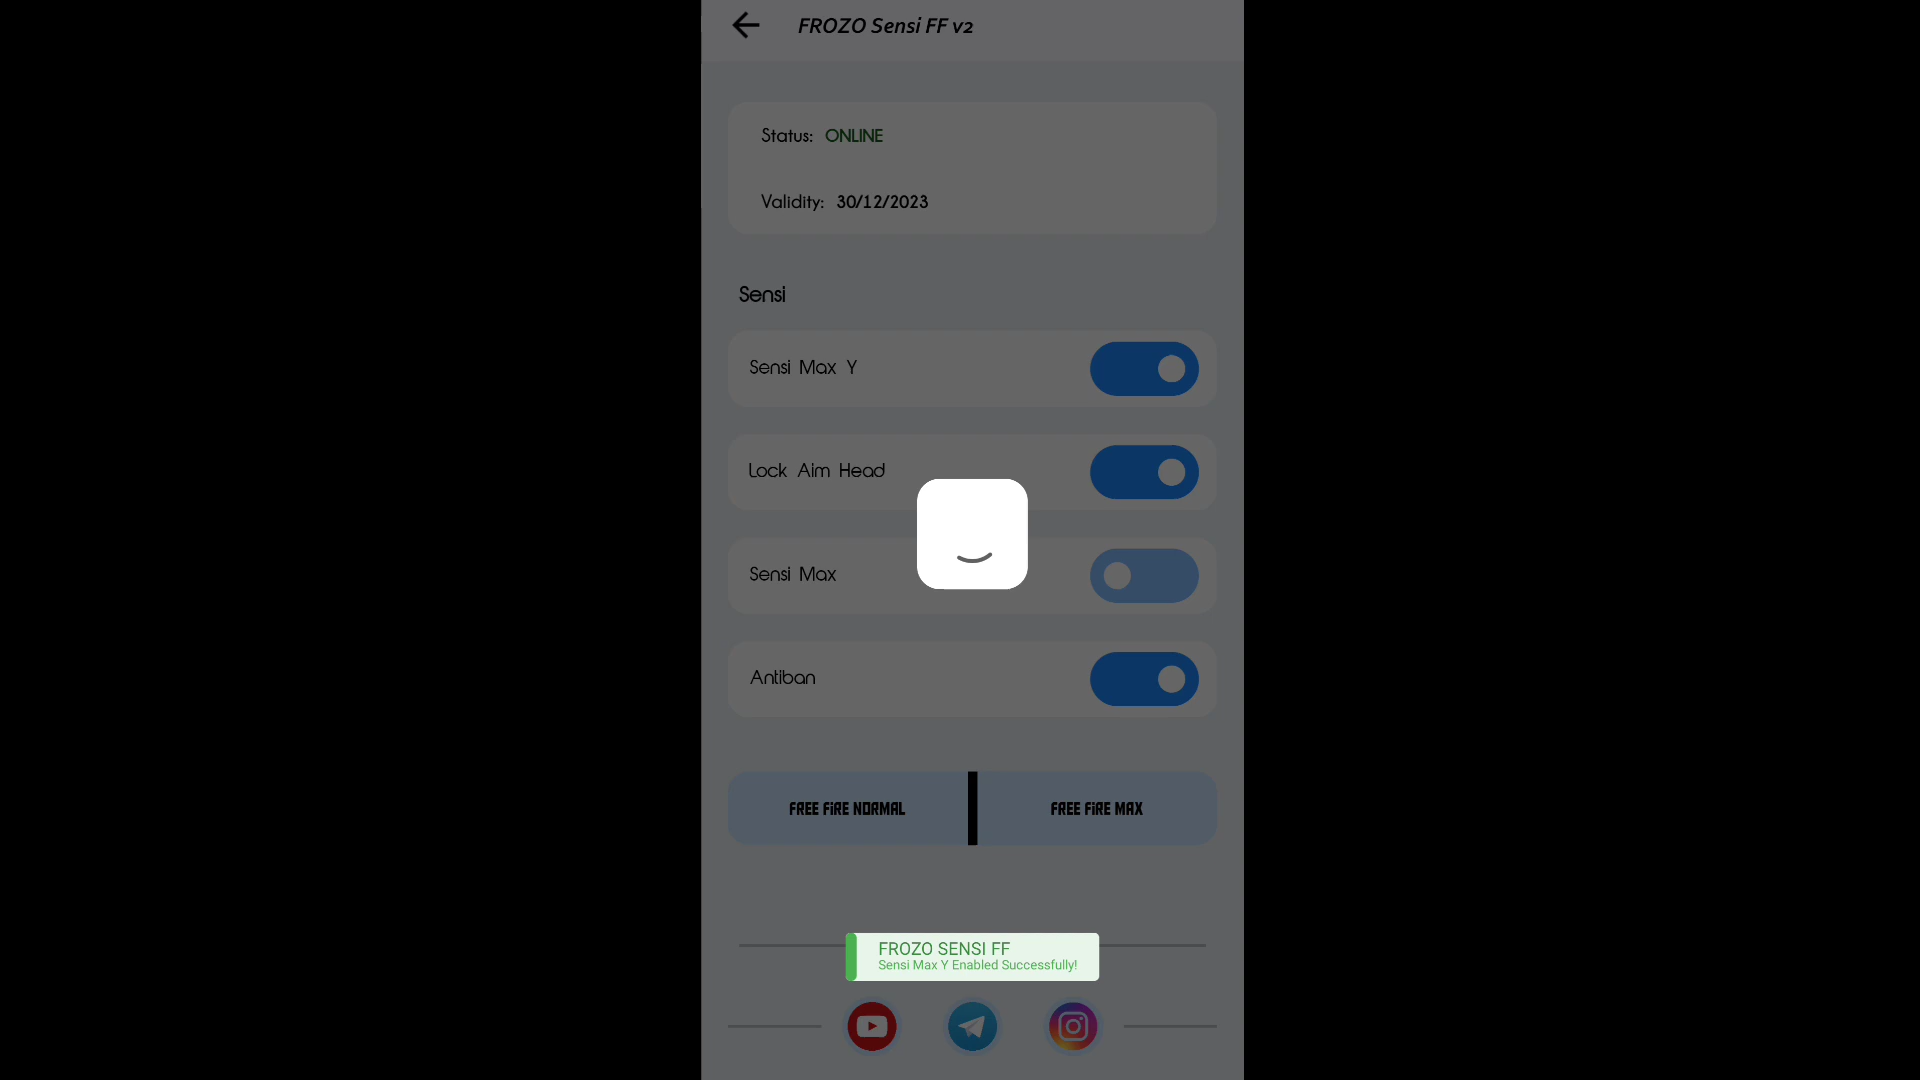 FROZO Sensi FF v2
Status: ONLINE
Validity: 30/12/2023
Sensi
Sensi Max Y
Lock Aim Head
Sensi Max
Antiban
FREE FIRE NORMAL
FREE FIRE MAX
FROZO SENSI FF
Sensi Max Y Enabled Successfully!